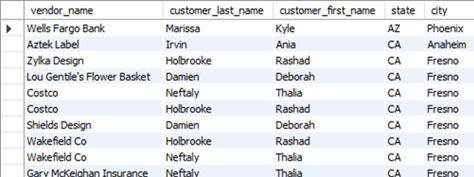 vendor_name customer_last_name customer_first_name state city
Wells Fargo Bank Marissa Kyle AZ Phoenix
Aztek Label Irvin Ania CA Anaheim
Zylka Design Holbrooke Rashad CA Fresno
Lou Gentile's Flower Basket Damien Deborah CA Fresno
Costco Neftaly Thalia CA Fresno
Costco Holbrooke Rashad CA Fresno
Shields Design Damien Deborah CA Fresno
Wakefield Co Holbrooke Rashad CA Fresno
Wakefield Co Neftaly Thalia CA Fresno
Gary McKeighan Insurance Neftaly Thalia CA Fresno